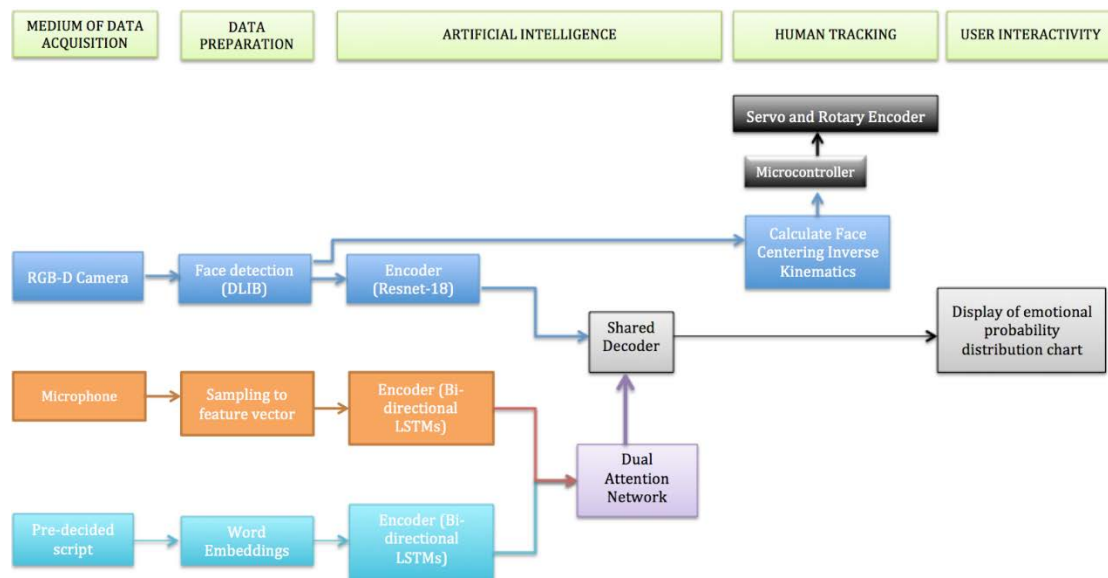 MEDIUM OF DATA
ACQUISITION
DATA
PREPARATION
ARTIFICIAL INTELLIGENCE
HUMAN TRACKING
USER INTERACTIVITY
Servo and Rotary Encoder
Microcontroller
Calculate Face
Centering Inverse
Kinematics
RGB-D Camera
Face detection
(DLIB)
Encoder
(Resnet-18)
Shared
Decoder
Display of emotional
probability
distribution chart
Microphone
Sampling to
feature vector
Encoder (Bi-
directional
LSTMs)
Dual
Attention
Network
Pre-decided
script
Word
Embeddings
Encoder (Bi-
directional
LSTMs)